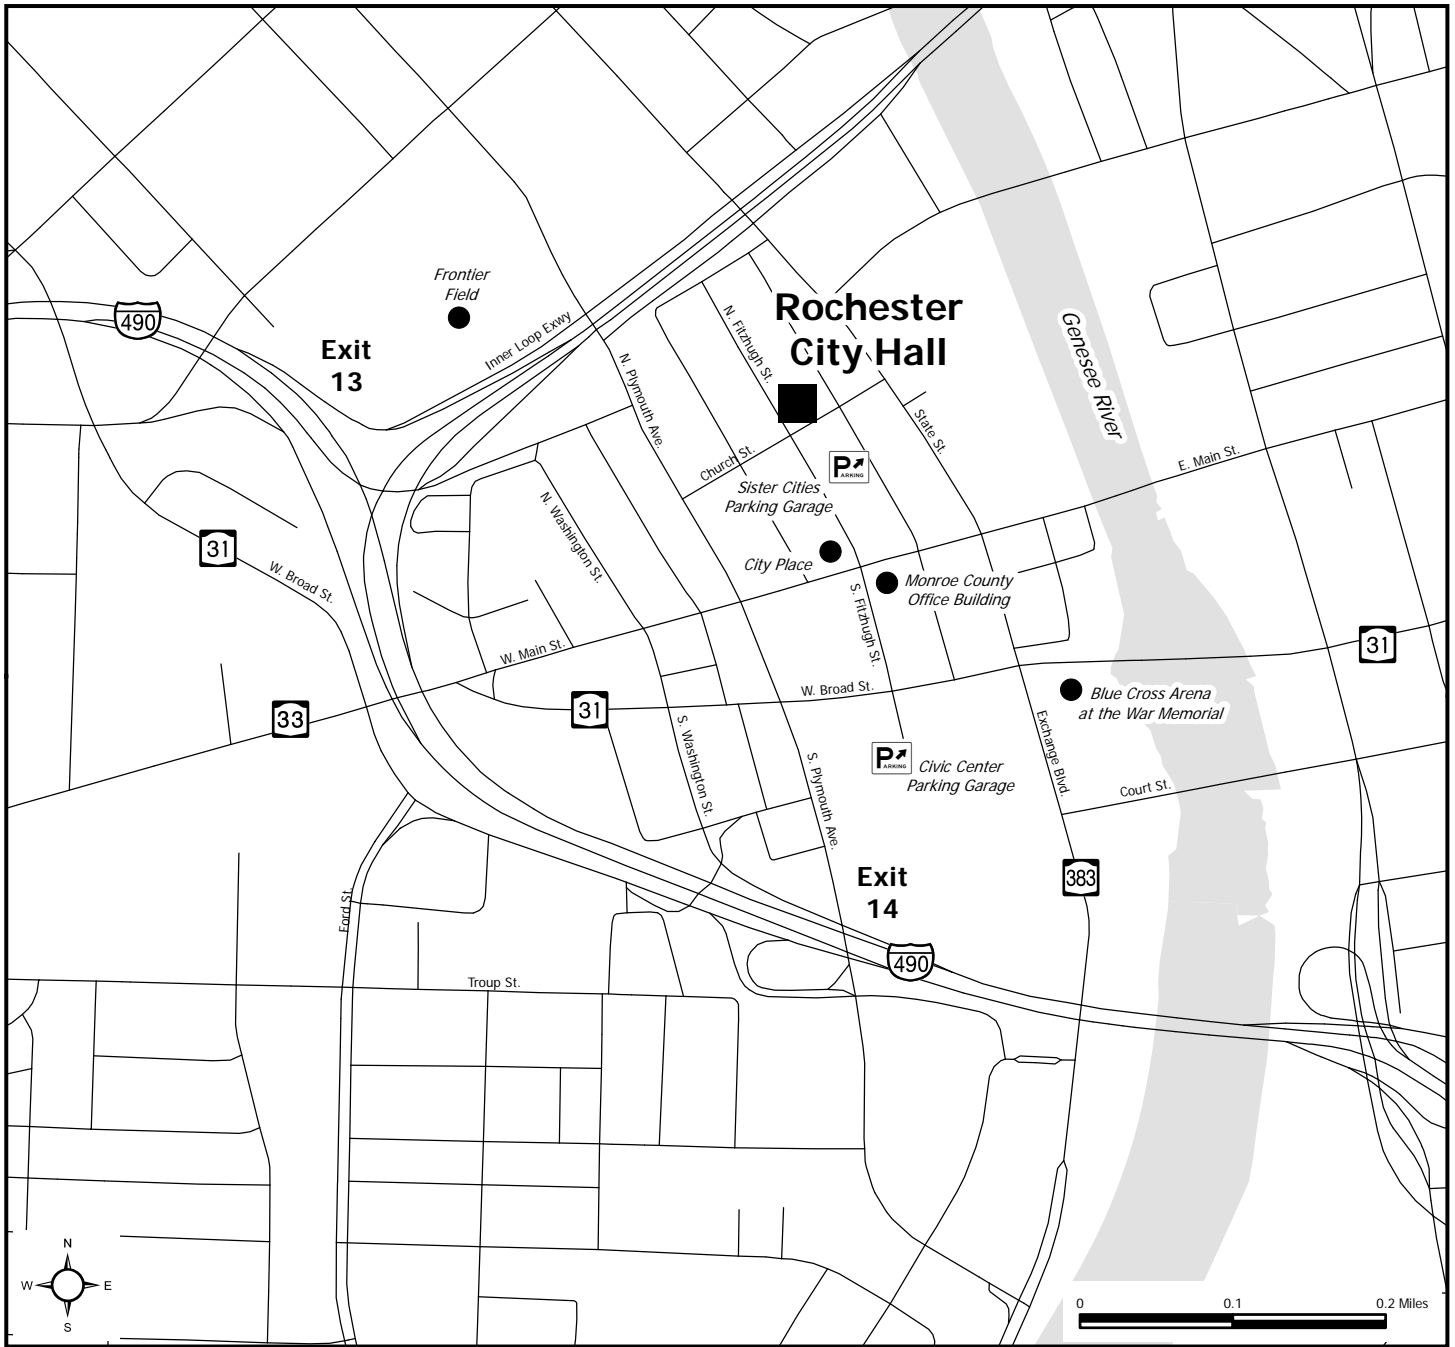 Frontier
Field
490
Exit
13
Inner Loop Exwy
N. Plymouth Ave.
N. Fitzhugh St.
Rochester
City Hall
Genesee River
State St.
Church St.
P
ARKING
Sister Cities
Parking Garage
E. Main St.
N. Washington St.
31
W. Broad St.
City Place
Monroe County
Office Building
S. Fitzhugh St.
W. Main St.
31
33
31
W. Broad St.
Blue Cross Arena
at the War Memorial
S. Washington St.
S. Plymouth Ave.
Exchange Blvd.
P
ARKING
Civic Center
Parking Garage
Court St.
Exit
14
383
Ford St.
490
Troup St.
N
W
E
S
0
0.1
0.2 Miles